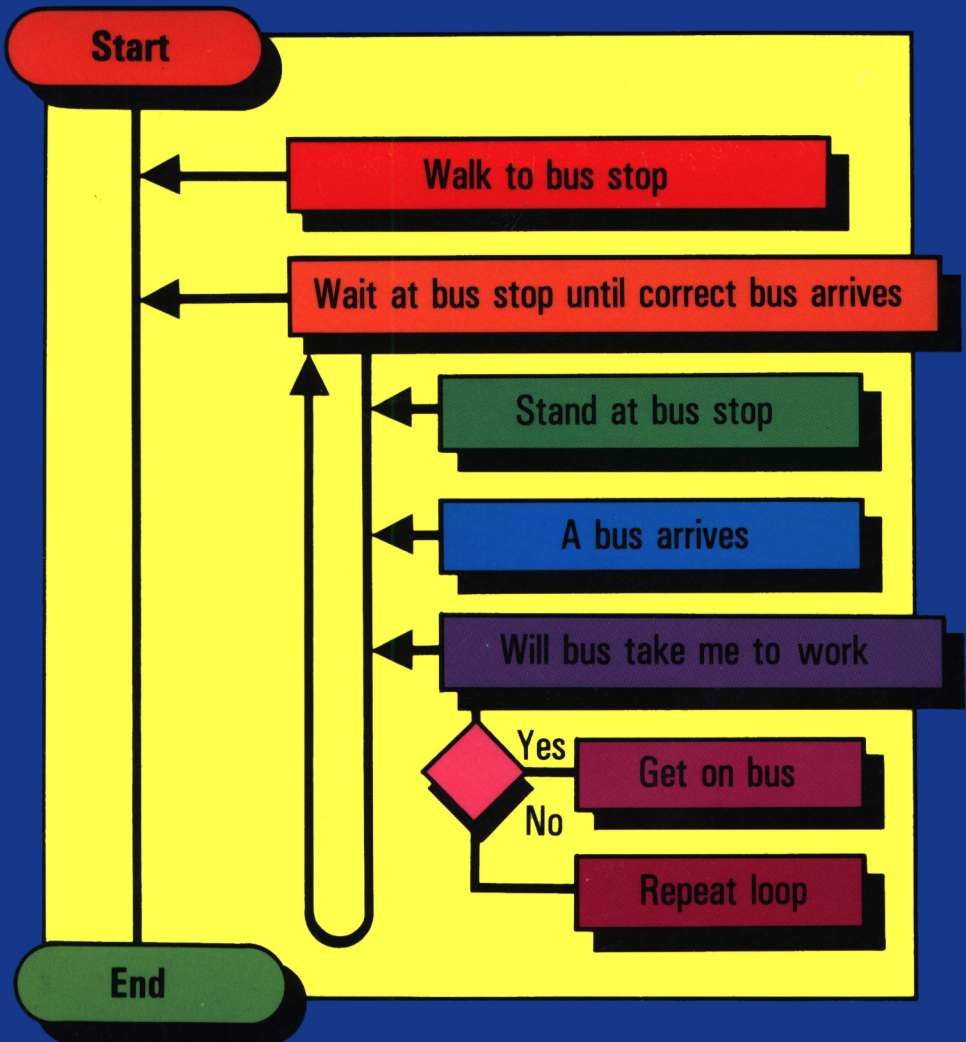 Start
Walk to bus stop
Wait at bus stop until correct bus arrives
Stand at bus stop
A bus arrives
Will bus take me to work
Yes
Get on bus
No
Repeat loop
End